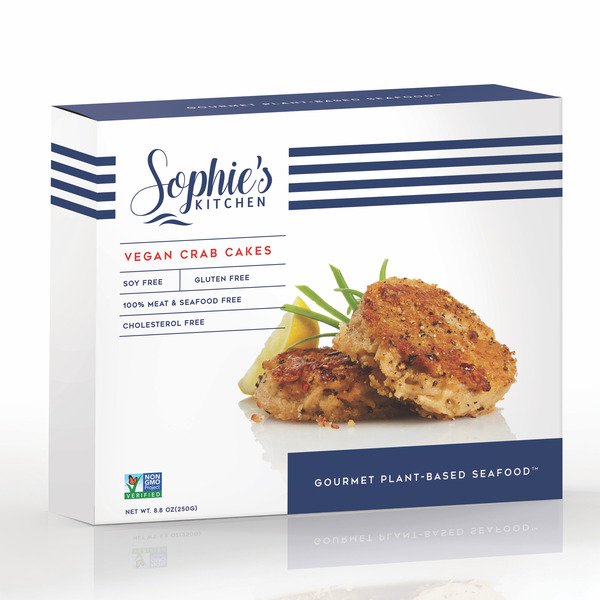 GOURMET PLANT-BASED SEAFOOD™
Sophie's
KITCHEN
VEGAN CRAB CAKES
SOY FREE GLUTEN FREE
100% MEAT & SEAFOOD FREE
CHOLESTEROL FREE
NON
GMO
Project
VERIFIED
GOURMET PLANT-BASED SEAFOOD™
NET WT. 8.8 OZ(250G)